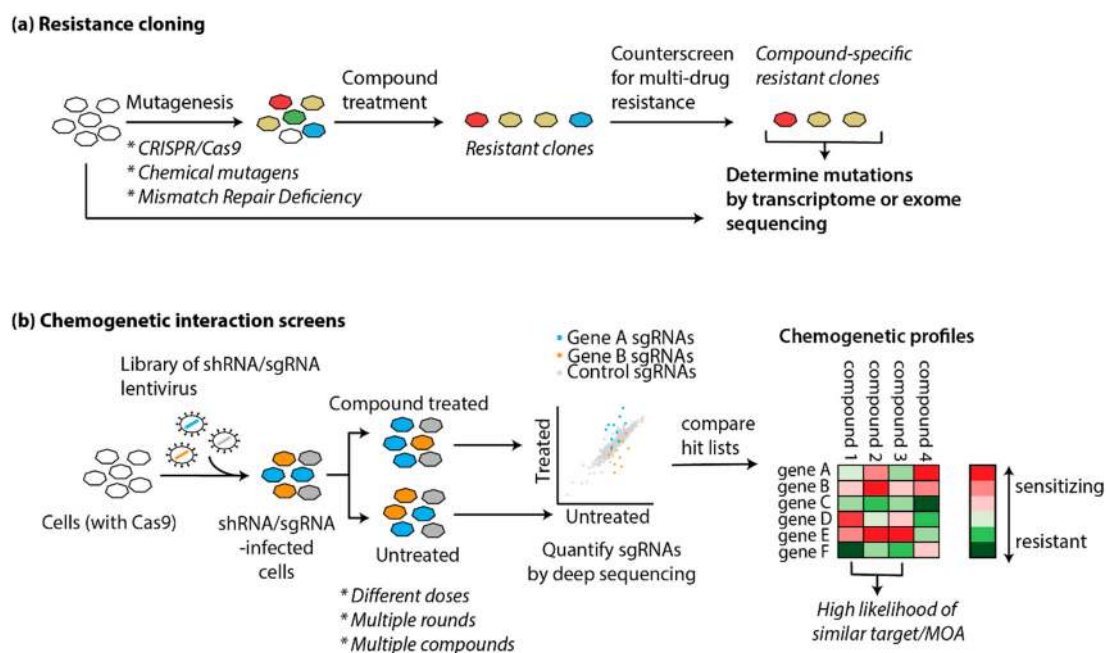 (a) Resistance cloning
Mutagenesis
* CRISPR/Cas9
* Chemical mutagens
* Mismatch Repair Deficiency
Compound
treatment
Resistant clones
Counterscreen
for multi-drug
resistance
Compound-specific
resistant clones
Determine mutations
by transcriptome or exome
sequencing
(b) Chemogenetic interaction screens
Library of shRNA/sgRNA
lentivirus
Cells (with Cas9)
shRNA/sgRNA
-infected
cells
Compound treated
Untreated
* Different doses
* Multiple rounds
* Multiple compounds
Gene A sgRNAs
Gene B sgRNAs
Control sgRNAs
Treated
Untreated
Quantify sgRNAs
by deep sequencing
compare
hit lists
Chemogenetic profiles
compound 1
compound 2
compound 3
compound 4
gene A
gene B
gene C
gene D
gene E
gene F
sensitizing
resistant
High likelihood of
similar target/MOA